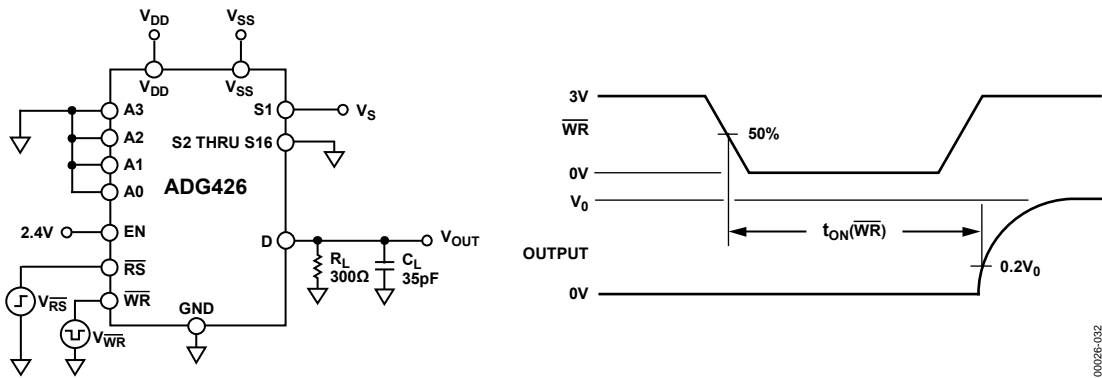 VDD
VSS
VDD
VSS
A3
A2
A1
A0
EN
RS
WR
2.4V
VRS
VWR
ADG426
GND
S1
VS
S2 THRU S16
D
VOUT
RL
300Ω
CL
35pF
3V
WR
0V
50%
V0
OUTPUT
0V
tON(WR)
0.2V0
00026-032